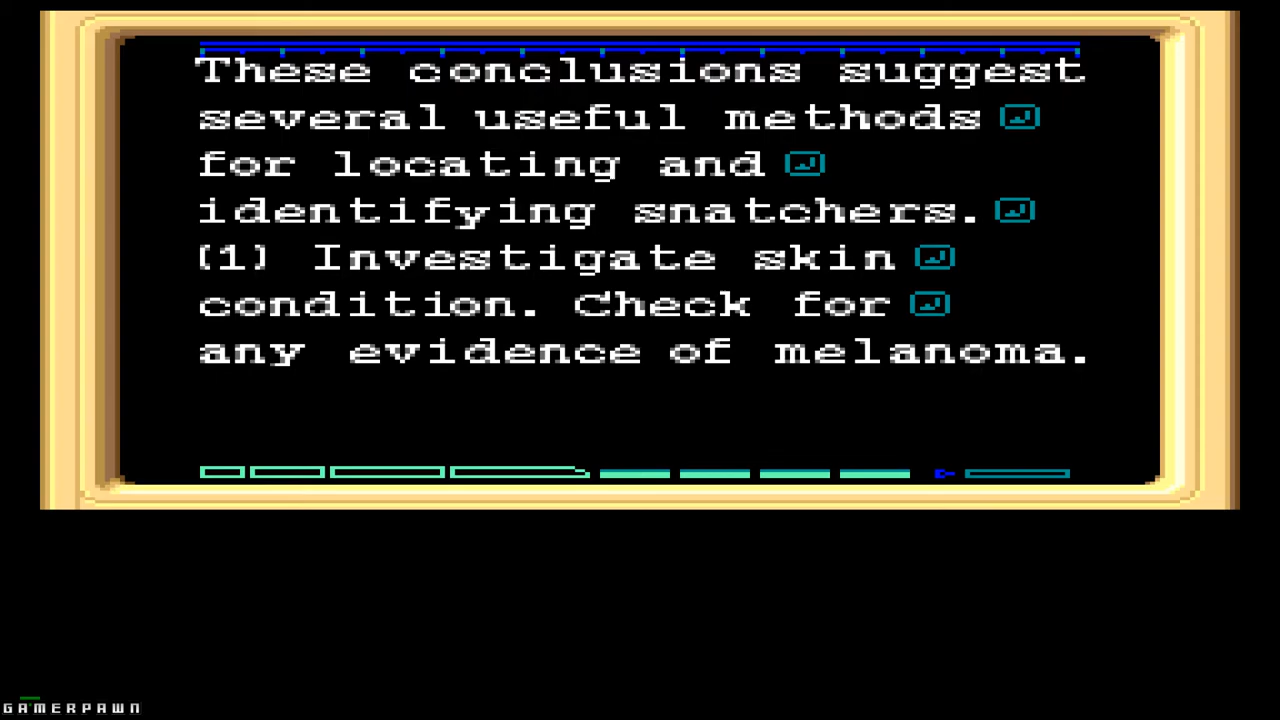 These conclusions suggest
several useful methods
for locating and
identifying snatchers.
(1) Investigate skin
condition. Check for
any evidence of melanoma.
GAMERPAWN